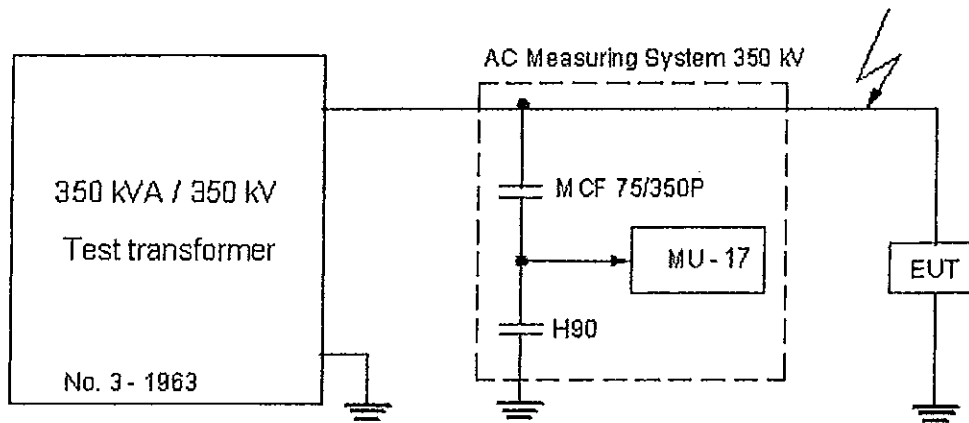 AC Measuring System 350 kV
350 kVA / 350 kV
Test transformer
MCF 75/350P
MU - 17
EUT
H90
No. 3 - 1963